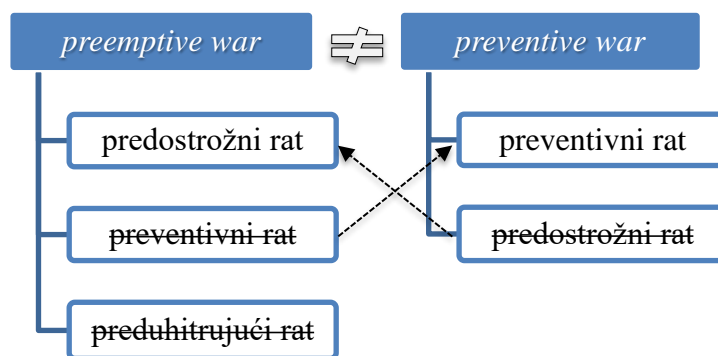 preemptive war
≠
preventive war
predostrožni rat
preventivni rat
preventivni rat
predostrožni rat
preduhitrujući rat